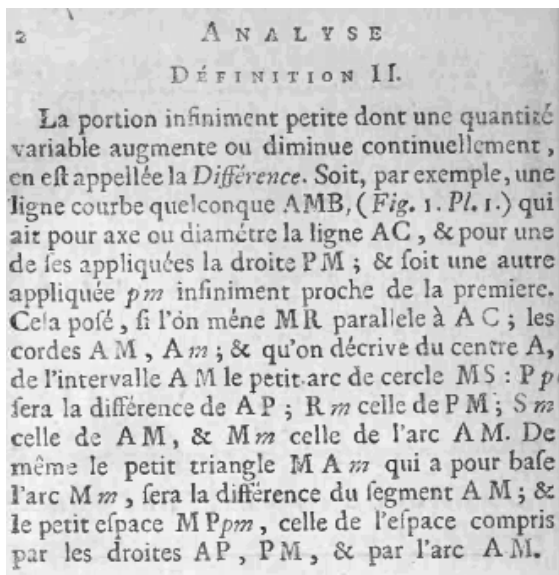 2 ANALYSE
DÉFINITION II.
La portion infiniment petite dont une quantité
variable augmente ou diminue continuellement,
en eſt appellée la Différence. Soit, par exemple, une
ligne courbe quelconque AMB, (Fig. 1. Pl. 1.) qui
ait pour axe ou diamétre la ligne AC, & pour une
de ſes appliquées la droite PM; & ſoit une autre
appliquée pm infiniment proche de la premiere.
Cela poſé, ſi l'on méne MR parallele à AC; les
cordes AM, Am; & qu'on décrive du centre A,
de l'intervalle AM le petit arc de cercle MS: Pp
ſera la différence de AP; Rm celle de PM; Sm
celle de AM, & Mm celle de l'arc AM. De
même le petit triangle MAm qui a pour baſe
l'arc Mm, ſera la différence du ſegment AM; &
le petit eſpace MPpm, celle de l'eſpace compris
par les droites AP, PM, & par l'arc AM.